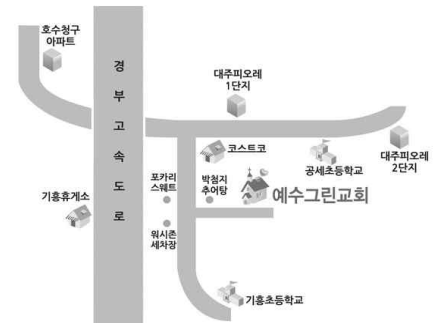 호수청구
아파트
경부고속도로
대주피오레
1단지
코스트코
공세초등학교
대주피오레
2단지
포카리
스웨트
박첨지
추어탕
예수그린교회
기흥휴게소
워시존
세차장
기흥초등학교